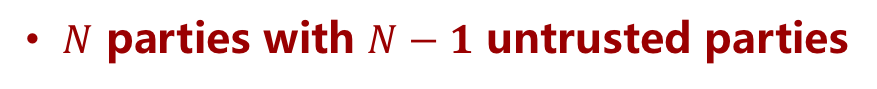 • N parties with N − 1 untrusted parties